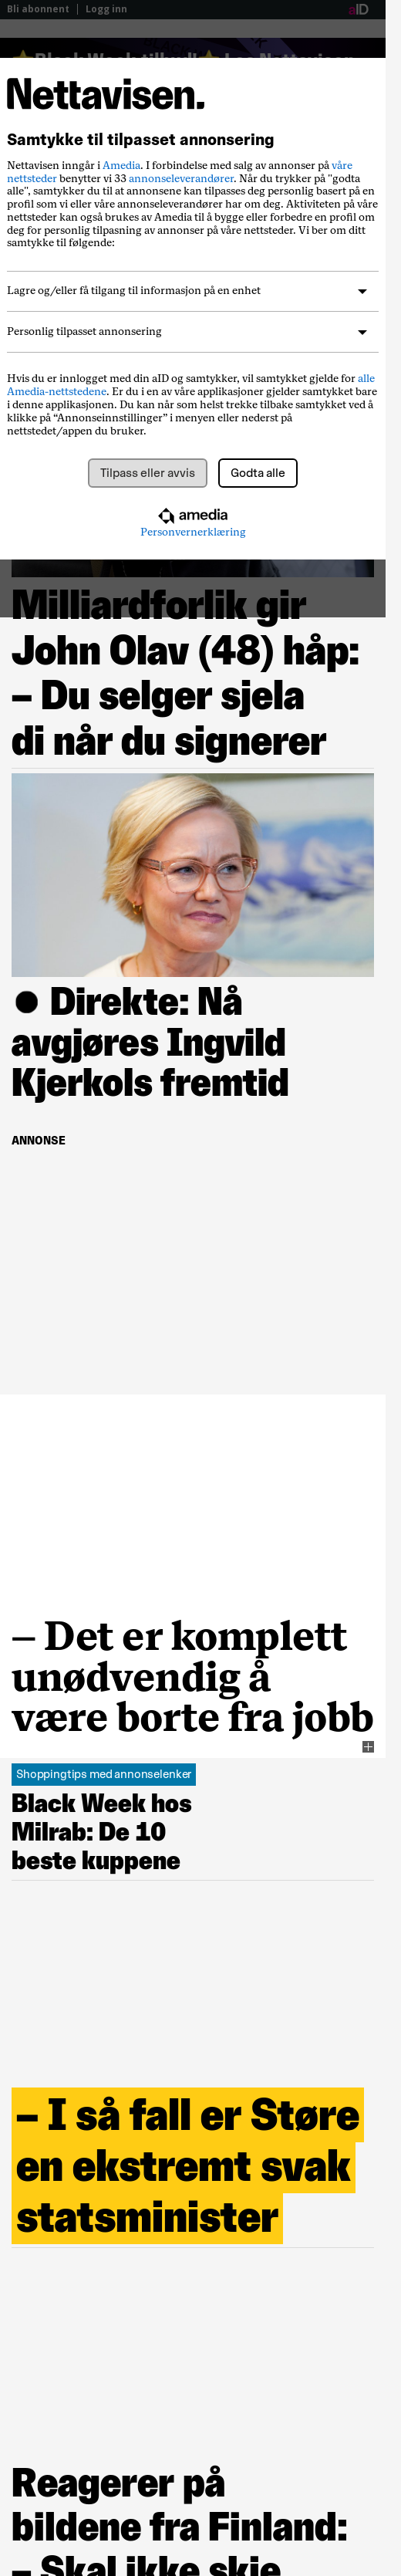 Bli abonnent
Logg inn
aID
Black Week-tilbud!
Les Nettavisen
Nettavisen.
Samtykke til tilpasset annonsering
Nettavisen inngår i Amedia. I forbindelse med salg av annonser på våre
nettsteder benytter vi 33 annonseleverandører. Når du trykker på "godta
alle", samtykker du til at annonsene kan tilpasses deg personlig basert på en
profil som vi eller våre annonseleverandører har om deg. Aktiviteten på våre
nettsteder kan også brukes av Amedia til å bygge eller forbedre en profil om
deg for personlig tilpasning av annonser på våre nettsteder. Vi ber om ditt
samtykke til følgende:
Lagre og/eller få tilgang til informasjon på en enhet
Personlig tilpasset annonsering
Hvis du er innlogget med din aID og samtykker, vil samtykket gjelde for alle
Amedia-nettstedene. Er du i en av våre applikasjoner gjelder samtykket bare
i denne applikasjonen. Du kan når som helst trekke tilbake samtykket ved å
klikke på “Annonseinnstillinger” i menyen eller nederst på
nettstedet/appen du bruker.
Tilpass eller avvis
Godta alle
amedia
Personvernerklæring
Milliardforlik gir
John Olav (48) håp:
– Du selger sjela
di når du signerer
Direkte: Nå
avgjøres Ingvild
Kjerkols fremtid
ANNONSE
– Det er komplett
unødvendig å
være borte fra jobb
Shoppingtips med annonselenker
Black Week hos
Milrab: De 10
beste kuppene
– I så fall er Støre
en ekstremt svak
statsminister
Reagerer på
bildene fra Finland:
– Skal ikke skje